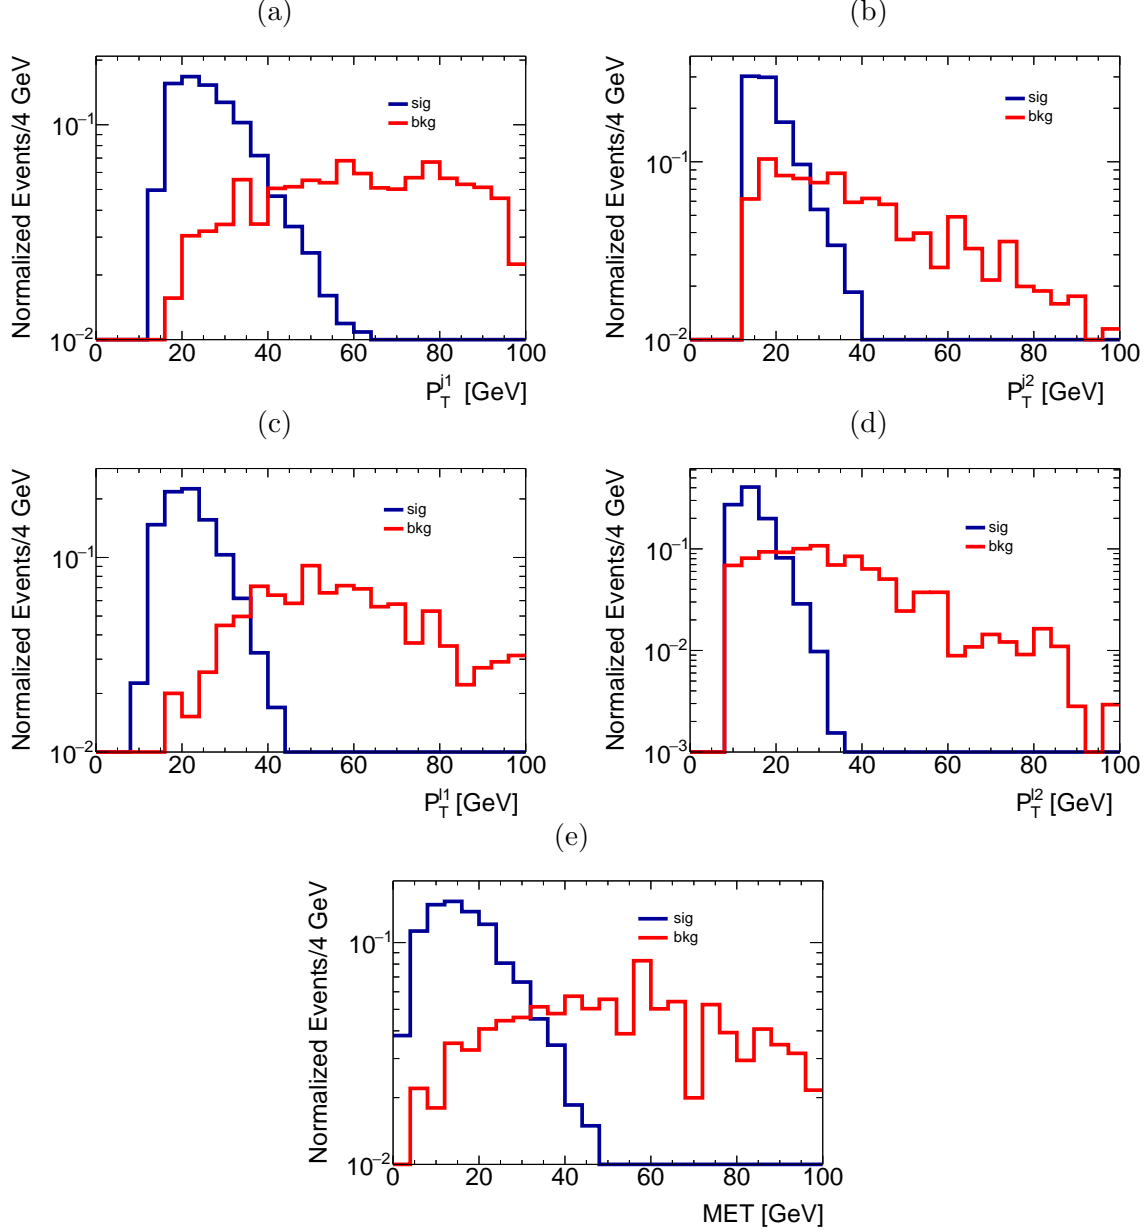 (a)
Normalized Events/4 GeV
10⁻¹
10⁻²
sig
bkg
0 20 40 60 80 100
P_T^{j1} [GeV]
(b)
Normalized Events/4 GeV
10⁻¹
10⁻²
sig
bkg
0 20 40 60 80 100
P_T^{j2} [GeV]
(c)
Normalized Events/4 GeV
10⁻¹
10⁻²
sig
bkg
0 20 40 60 80 100
P_T^{l1} [GeV]
(d)
Normalized Events/4 GeV
1
10⁻¹
10⁻²
10⁻³
sig
bkg
0 20 40 60 80 100
P_T^{l2} [GeV]
(e)
Normalized Events/4 GeV
10⁻¹
10⁻²
sig
bkg
0 20 40 60 80 100
MET [GeV]